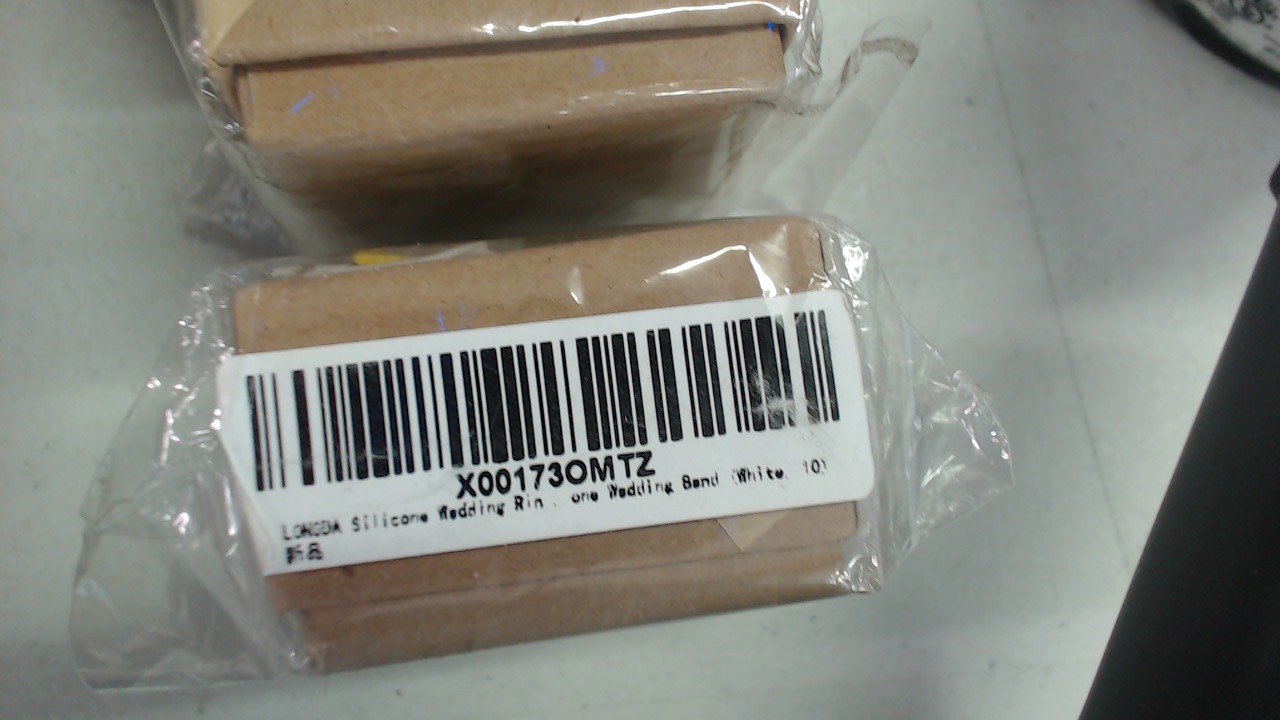 X00173OMTZ
LONGDA Silicone Wedding Rin. one Wedding Band (White, 10)
新品